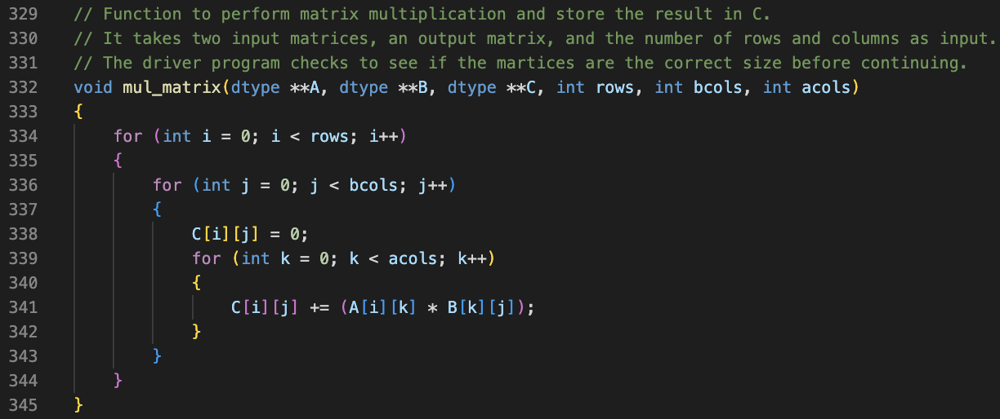 329 // Function to perform matrix multiplication and store the result in C.
330 // It takes two input matrices, an output matrix, and the number of rows and columns as input.
331 // The driver program checks to see if the martices are the correct size before continuing.
332 void mul_matrix(dtype **A, dtype **B, dtype **C, int rows, int bcols, int acols)
333 {
334     for (int i = 0; i < rows; i++)
335     {
336         for (int j = 0; j < bcols; j++)
337         {
338             C[i][j] = 0;
339             for (int k = 0; k < acols; k++)
340             {
341                 C[i][j] += (A[i][k] * B[k][j]);
342             }
343         }
344     }
345 }